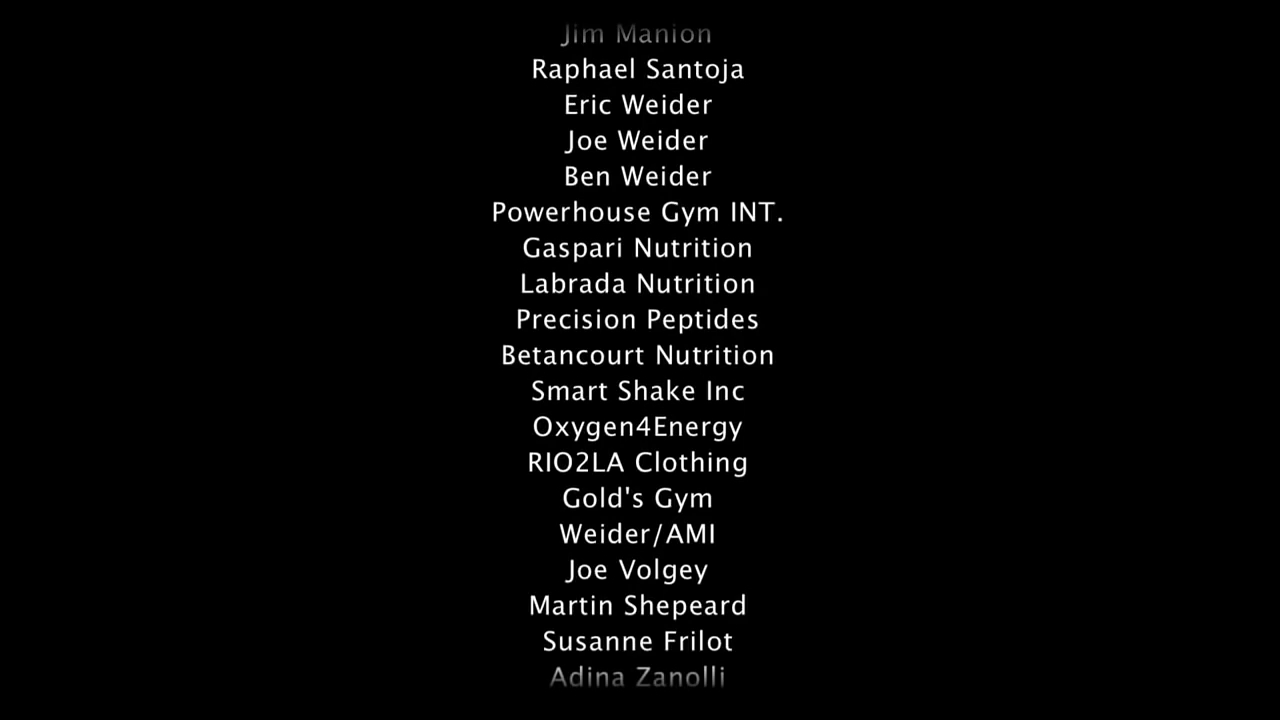 Jim Manion
Raphael Santoja
Eric Weider
Joe Weider
Ben Weider
Powerhouse Gym INT.
Gaspari Nutrition
Labrada Nutrition
Precision Peptides
Betancourt Nutrition
Smart Shake Inc
Oxygen4Energy
RIO2LA Clothing
Gold's Gym
Weider/AMI
Joe Volgey
Martin Shepeard
Susanne Frilot
Adina Zanolli